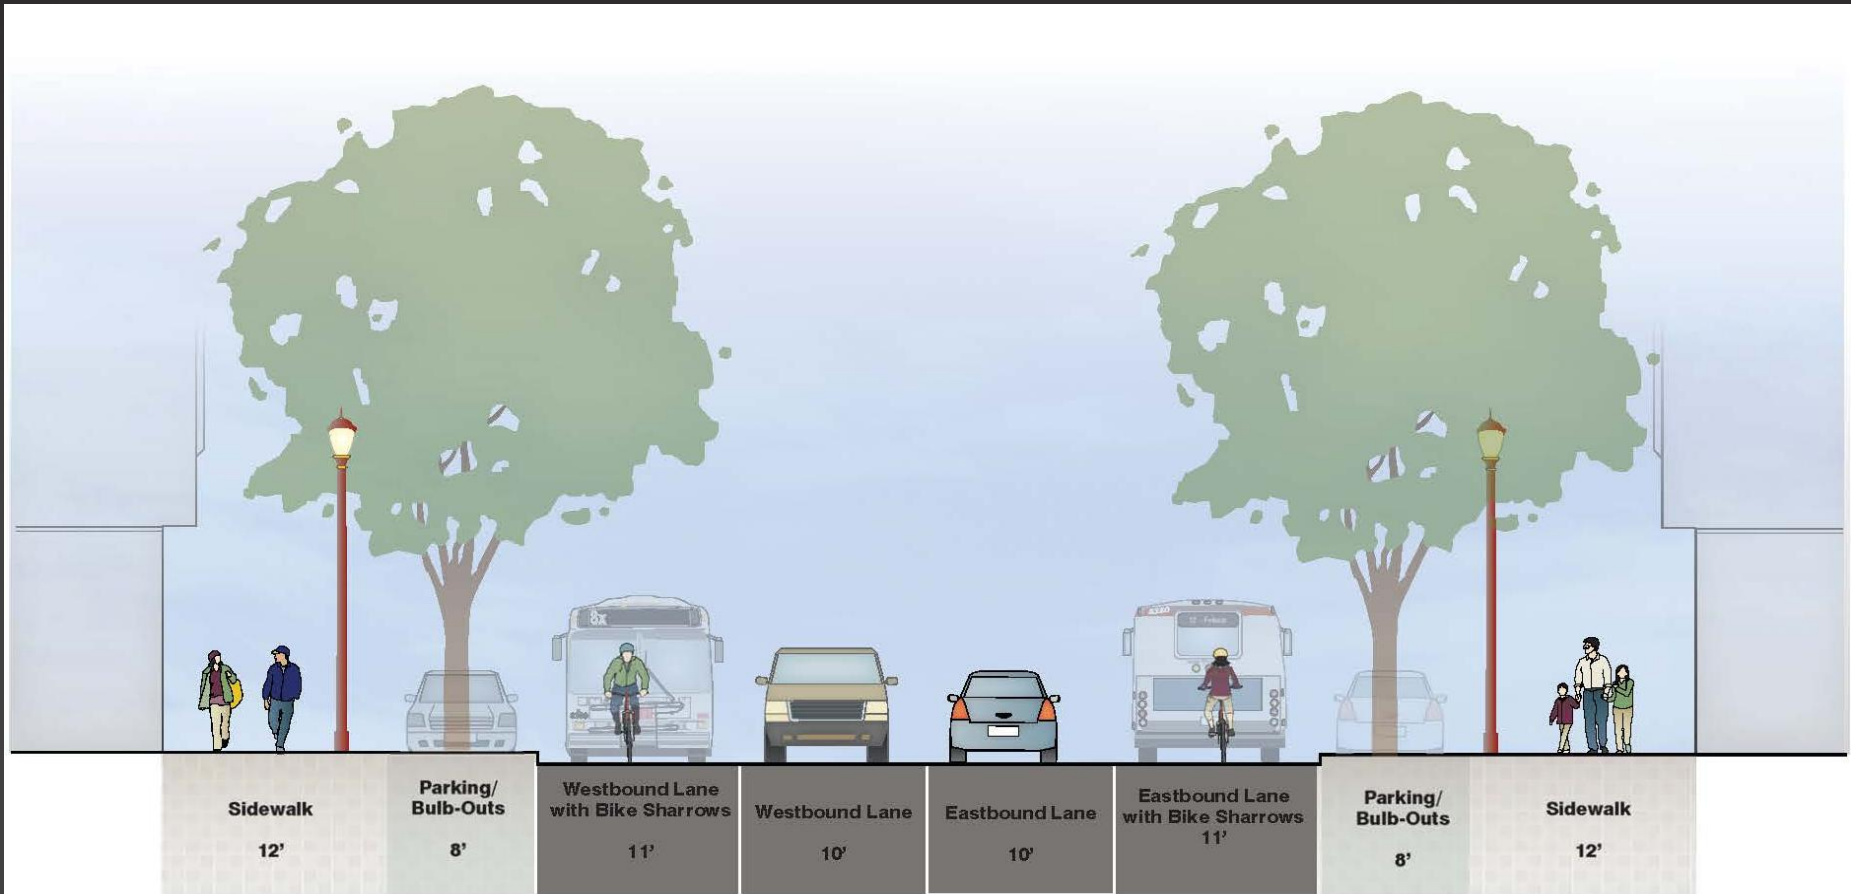 8X
Sidewalk
12'
Parking/
Bulb-Outs
8'
Westbound Lane
with Bike Sharrows
11'
Westbound Lane
10'
Eastbound Lane
10'
Eastbound Lane
with Bike Sharrows
11'
Parking/
Bulb-Outs
8'
Sidewalk
12'